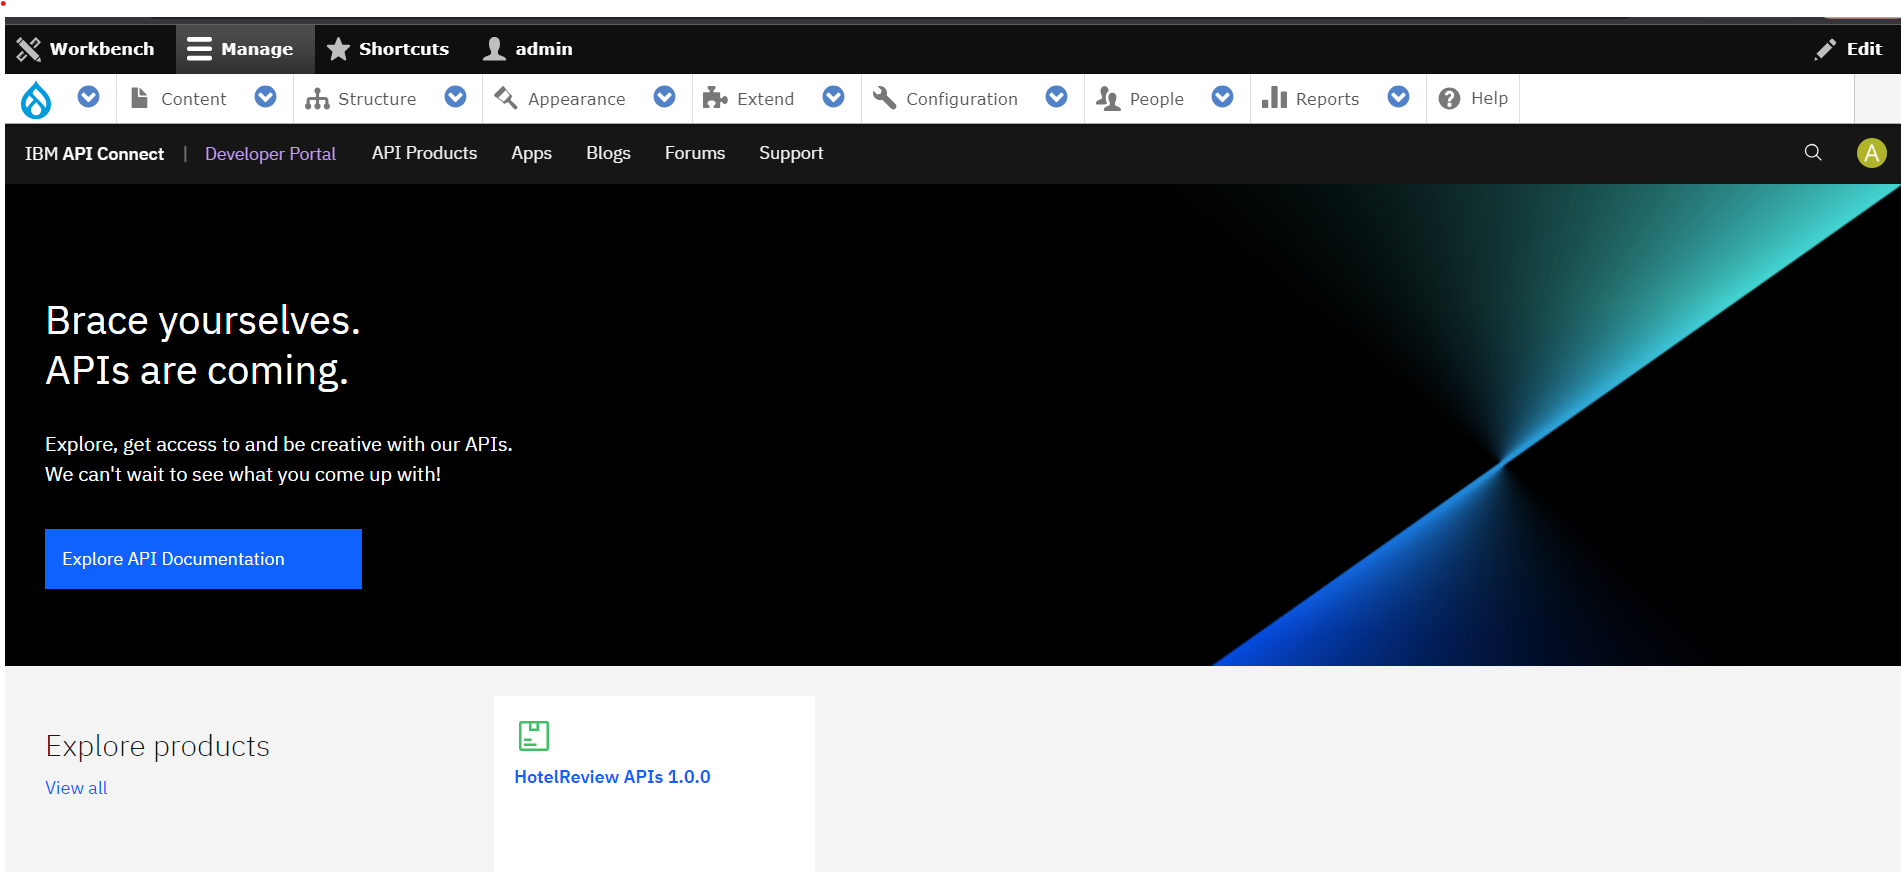 Workbench Manage Shortcuts admin Edit
Content Structure Appearance Extend Configuration People Reports Help
IBM API Connect | Developer Portal API Products Apps Blogs Forums Support A
Brace yourselves.
APIs are coming.
Explore, get access to and be creative with our APIs.
We can't wait to see what you come up with!
Explore API Documentation
Explore products
View all
HotelReview APIs 1.0.0